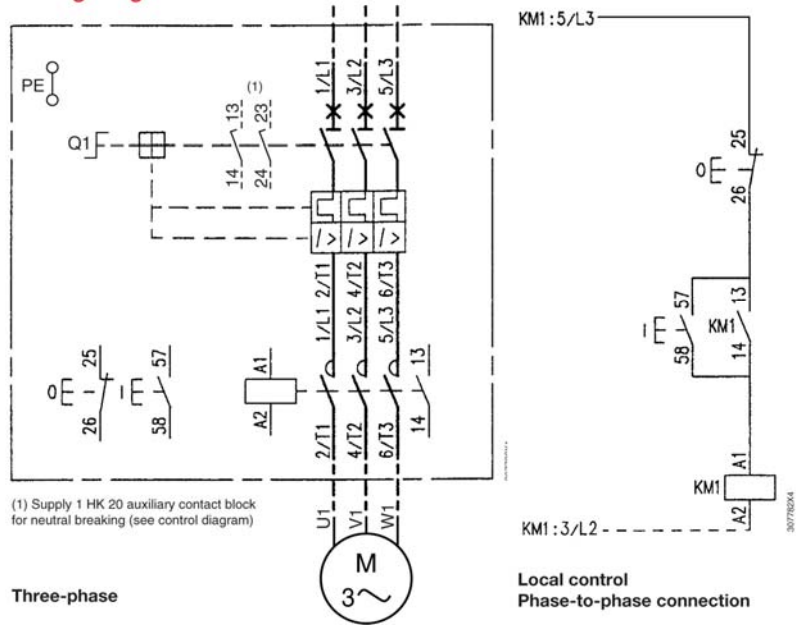 PE
(1)
1/L1
3/L2
5/L3
13
23
Q1
14
24
I> I> I>
2/T1
4/T2
6/T3
1/L1
3/L2
5/L3
25
57
A1
13
0
I
26
58
A2
14
2/T1
4/T2
6/T3
(1) Supply 1 HK 20 auxiliary contact block
for neutral breaking (see control diagram)
U1
V1
W1
M
3~
Three-phase
KM1:5/L3
25
0
26
57
13
I
KM1
58
14
A1
KM1
A2
KM1:3/L2
307782X4
Local control
Phase-to-phase connection